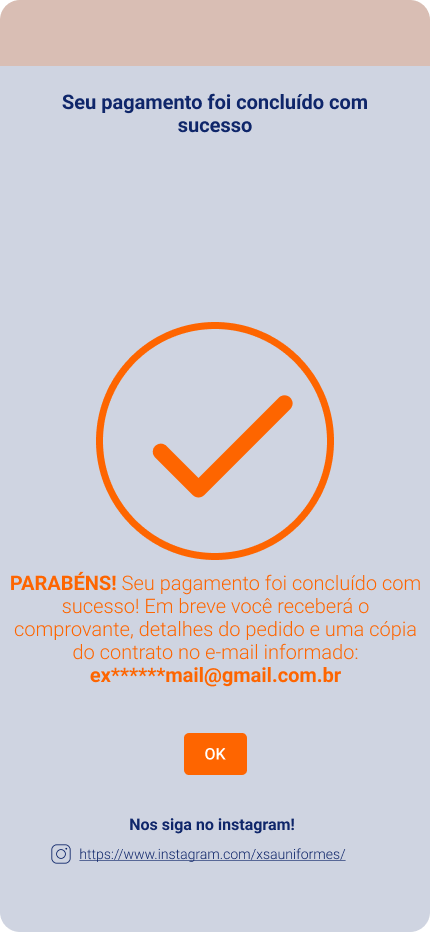 Seu pagamento foi concluído com
sucesso
PARABÉNS! Seu pagamento foi concluído com
sucesso! Em breve você receberá o
comprovante, detalhes do pedido e uma cópia
do contrato no e-mail informado:
ex******mail@gmail.com.br
OK
Nos siga no instagram!
https://www.instagram.com/xsauniformes/